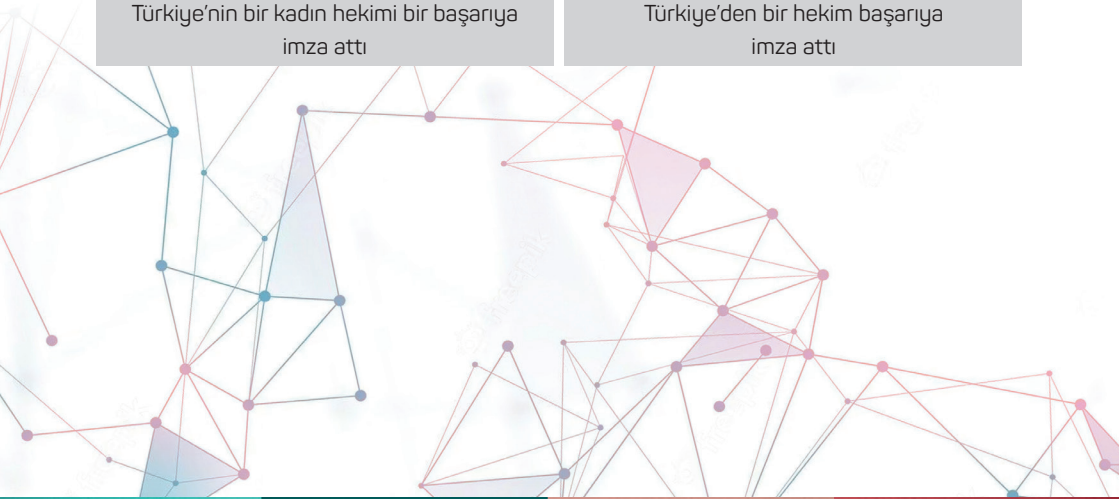 Türkiye'nin bir kadın hekimi bir başarıya
imza attı
Türkiye'den bir hekim başarıya
imza attı